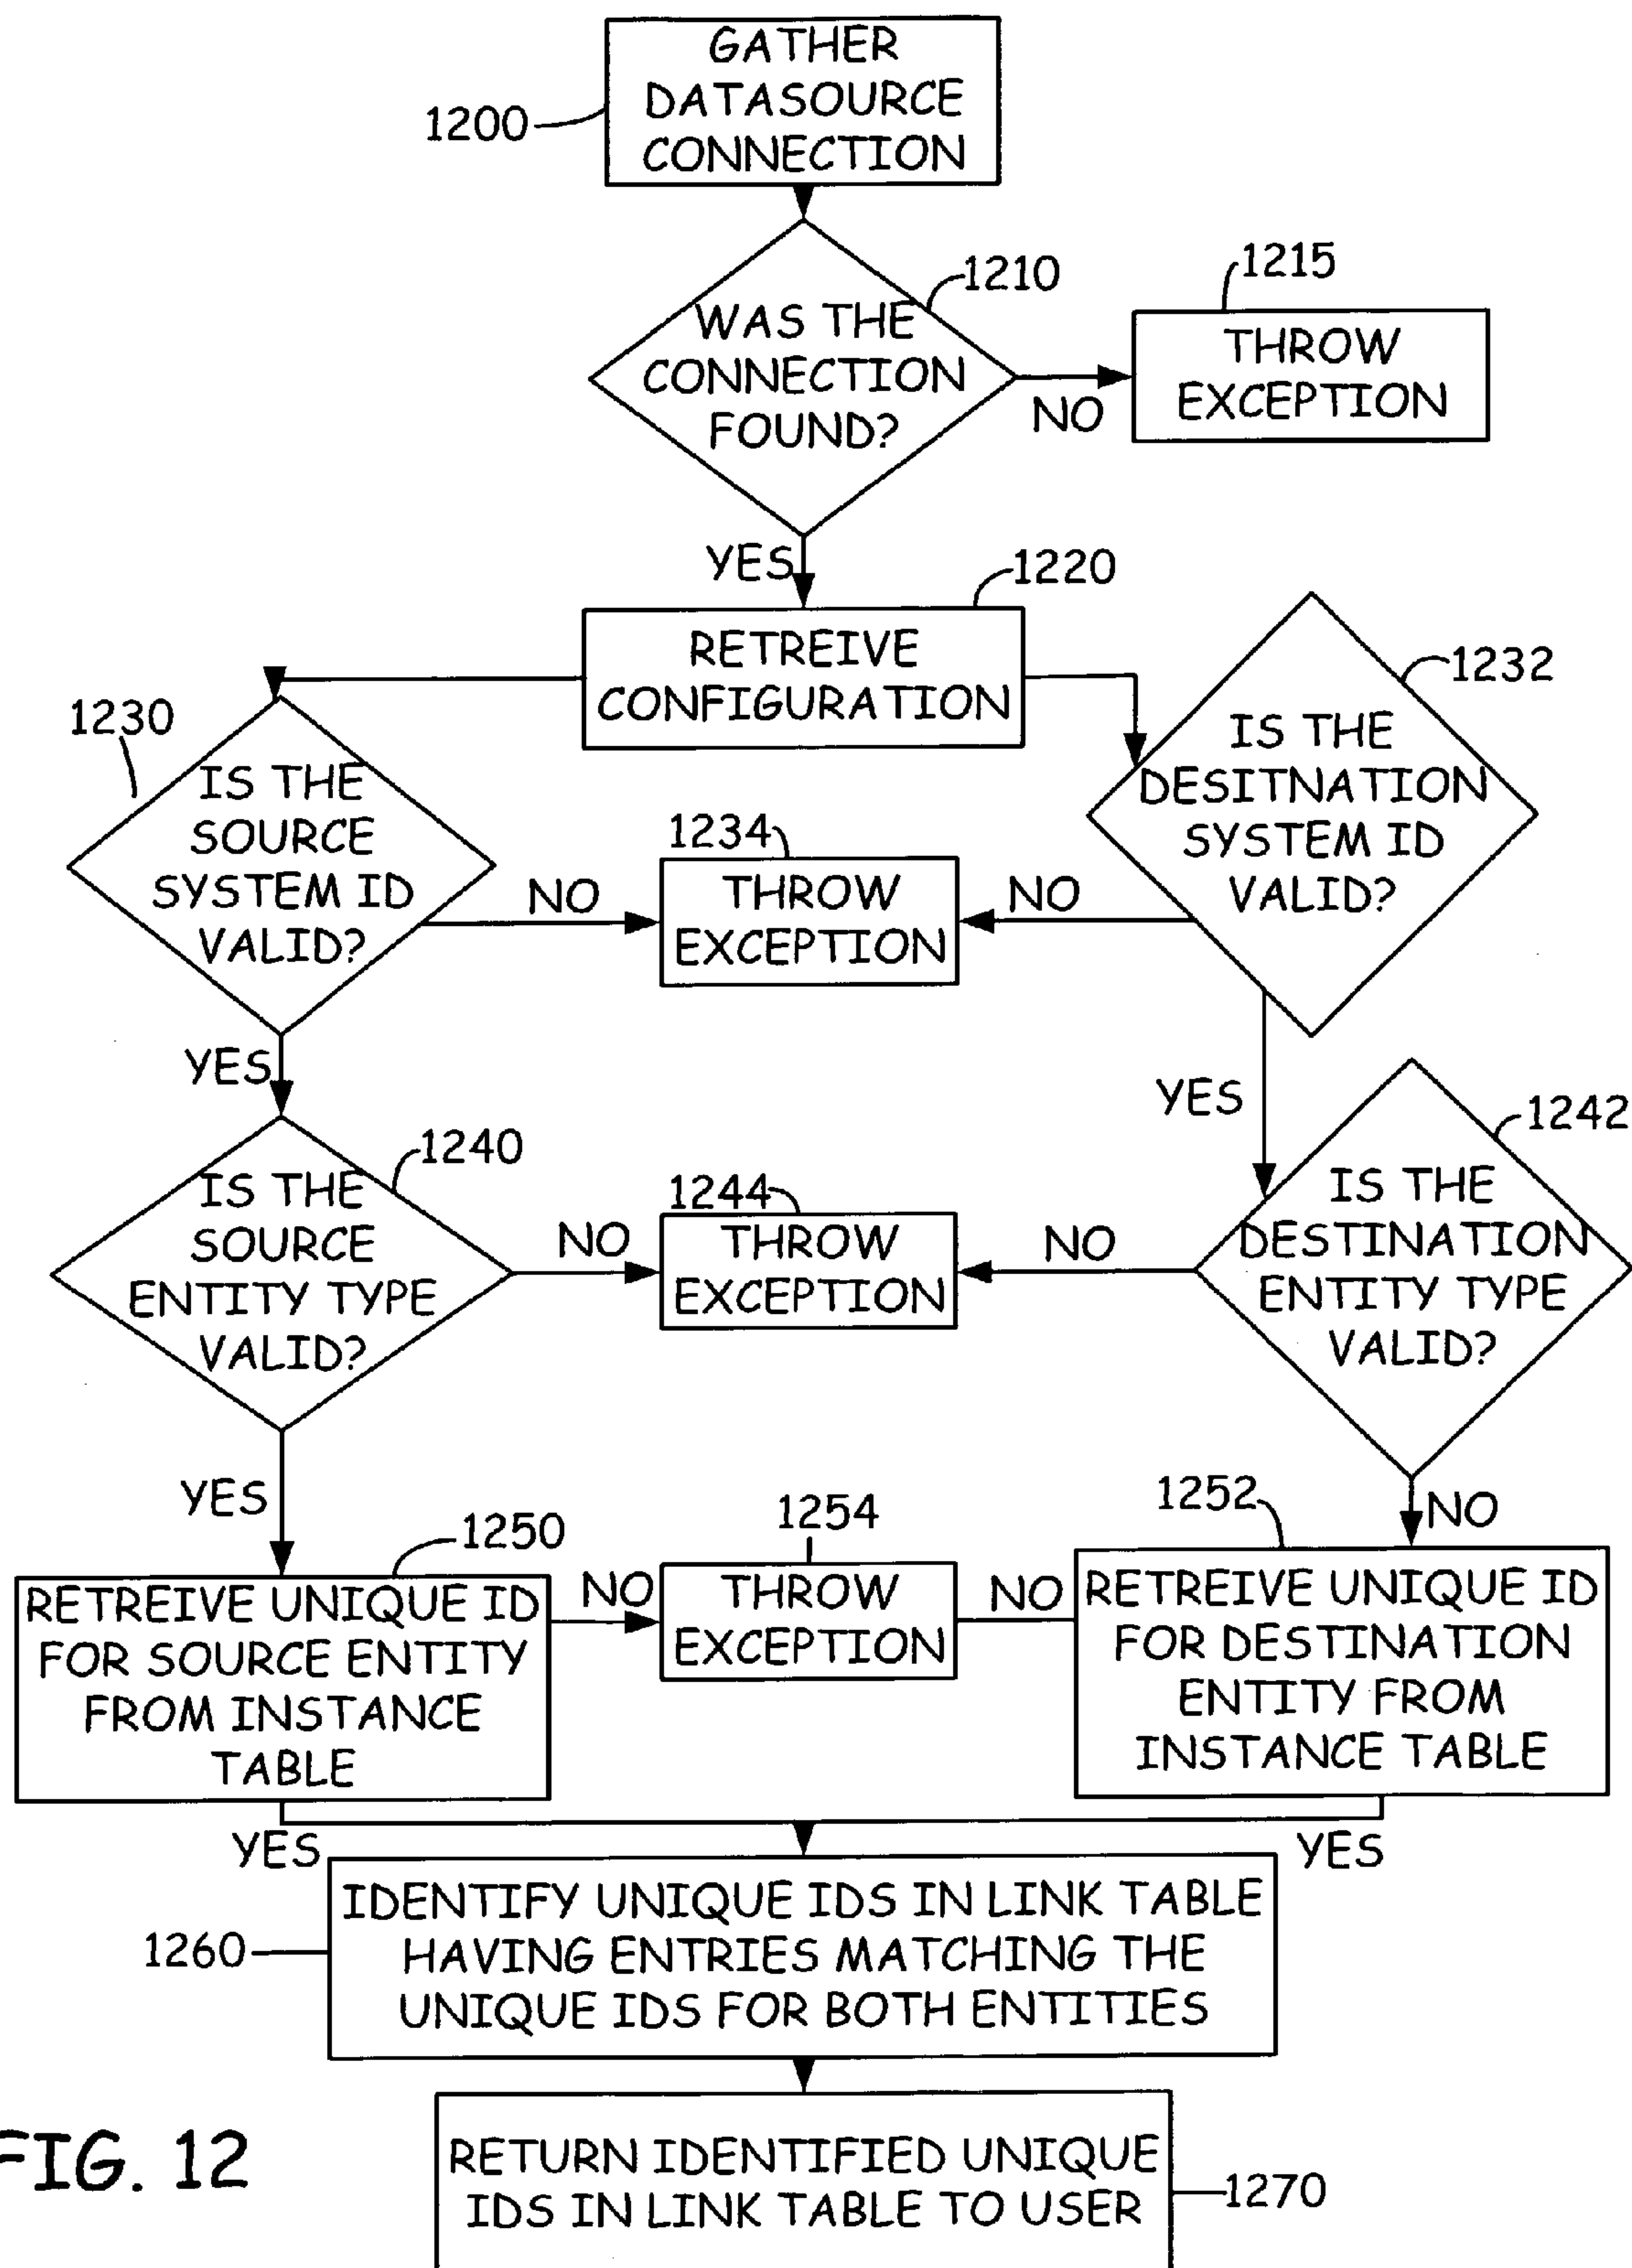 GATHER
DATASOURCE
CONNECTION
1200
1210
WAS THE
CONNECTION
FOUND?
NO
1215
THROW
EXCEPTION
YES
1220
RETREIVE
CONFIGURATION
1230
IS THE
SOURCE
SYSTEM ID
VALID?
NO
1234
THROW
EXCEPTION
NO
1232
IS THE
DESITNATION
SYSTEM ID
VALID?
YES
YES
1240
IS THE
SOURCE
ENTITY TYPE
VALID?
NO
1244
THROW
EXCEPTION
NO
1242
IS THE
DESTINATION
ENTITY TYPE
VALID?
YES
NO
1250
RETREIVE UNIQUE ID
FOR SOURCE ENTITY
FROM INSTANCE
TABLE
NO
1254
THROW
EXCEPTION
NO
1252
RETREIVE UNIQUE ID
FOR DESTINATION
ENTITY FROM
INSTANCE TABLE
YES
YES
1260
IDENTIFY UNIQUE IDS IN LINK TABLE
HAVING ENTRIES MATCHING THE
UNIQUE IDS FOR BOTH ENTITIES
RETURN IDENTIFIED UNIQUE
IDS IN LINK TABLE TO USER
1270
FIG. 12